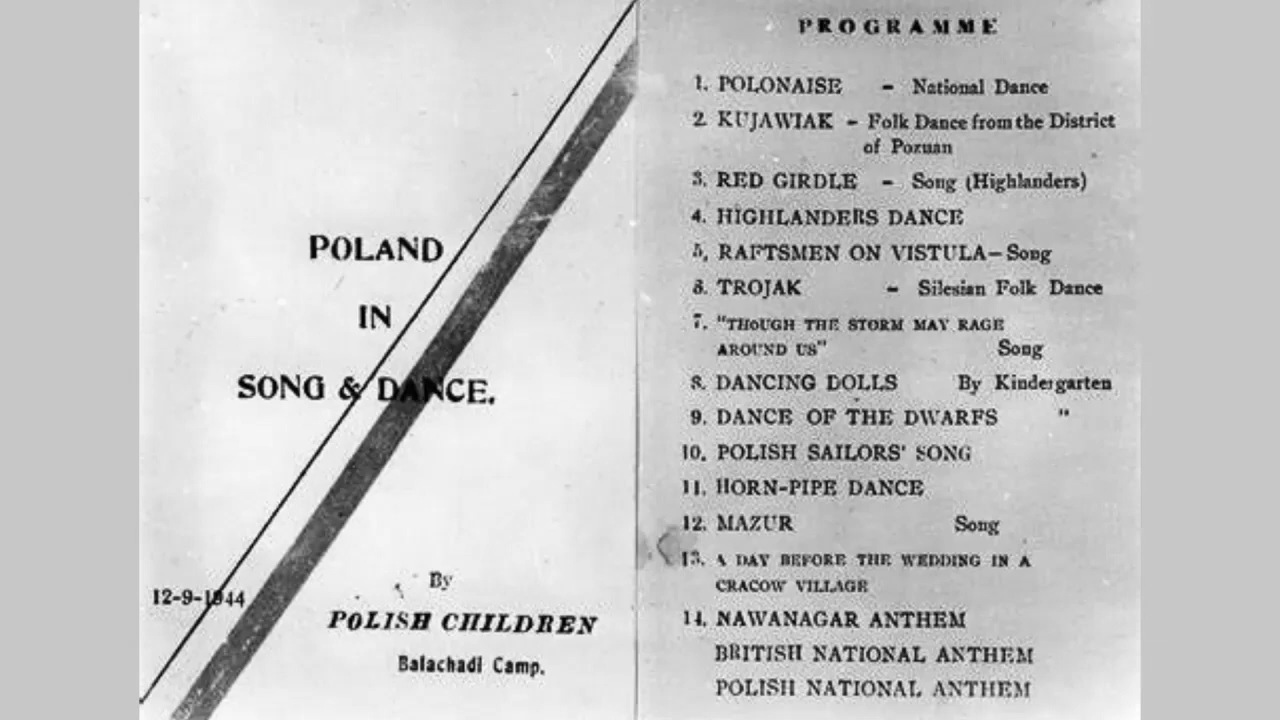 POLAND
IN
SONG & DANCE.
12-9-1944
By
POLISH CHILDREN
Balachadi Camp.
PROGRAMME
1. POLONAISE - National Dance
2. KUJAWIAK - Folk Dance from the District
of Poznan
3. RED GIRDLE - Song (Highlanders)
4. HIGHLANDERS DANCE
5. RAFTSMEN ON VISTULA - Song
6. TROJAK - Silesian Folk Dance
7. "THOUGH THE STORM MAY RAGE
AROUND US" Song
8. DANCING DOLLS By Kindergarten
9. DANCE OF THE DWARFS "
10. POLISH SAILORS' SONG
11. HORN-PIPE DANCE
12. MAZUR Song
13. A DAY BEFORE THE WEDDING IN A
CRACOW VILLAGE
14. NAWANAGAR ANTHEM
BRITISH NATIONAL ANTHEM
POLISH NATIONAL ANTHEM